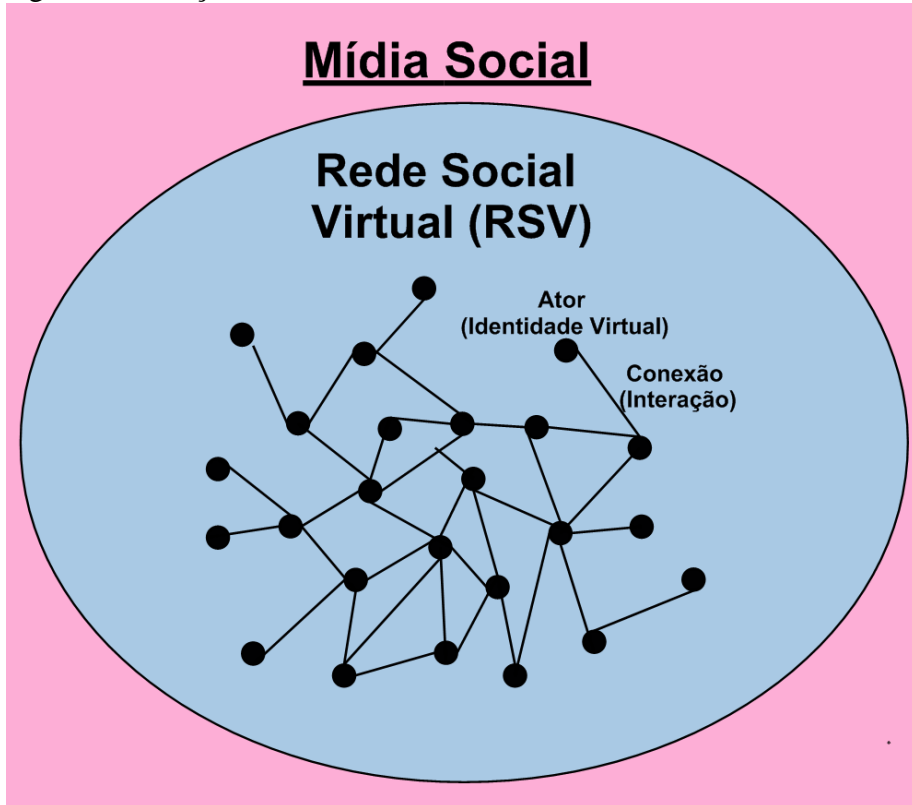 Mídia Social
Rede Social
Virtual (RSV)
Ator
(Identidade Virtual)
Conexão
(Interação)